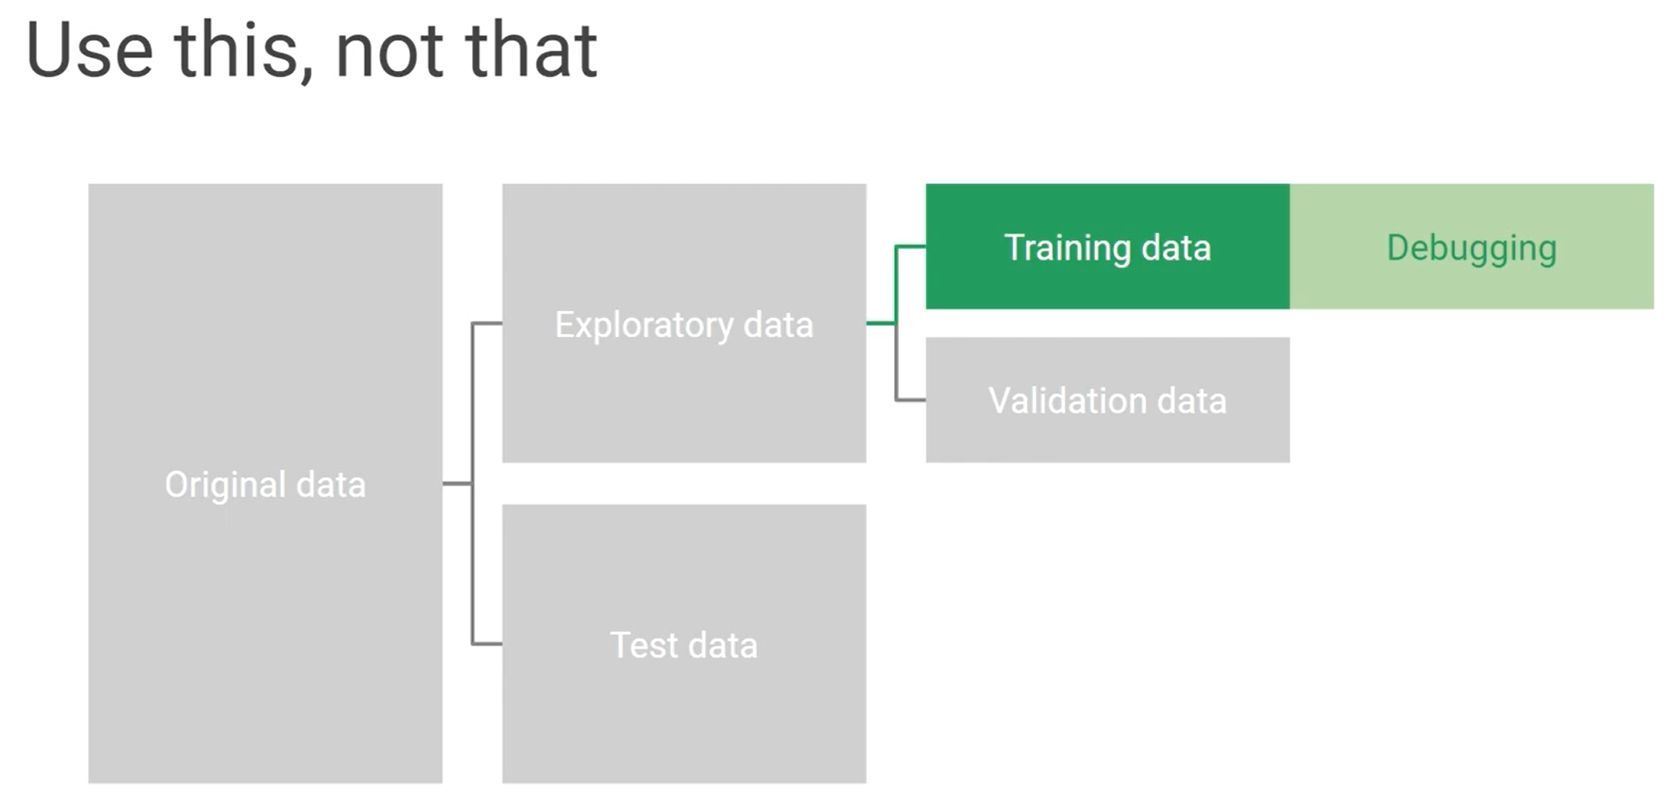 Use this, not that
Original data
Exploratory data
Test data
Training data
Debugging
Validation data